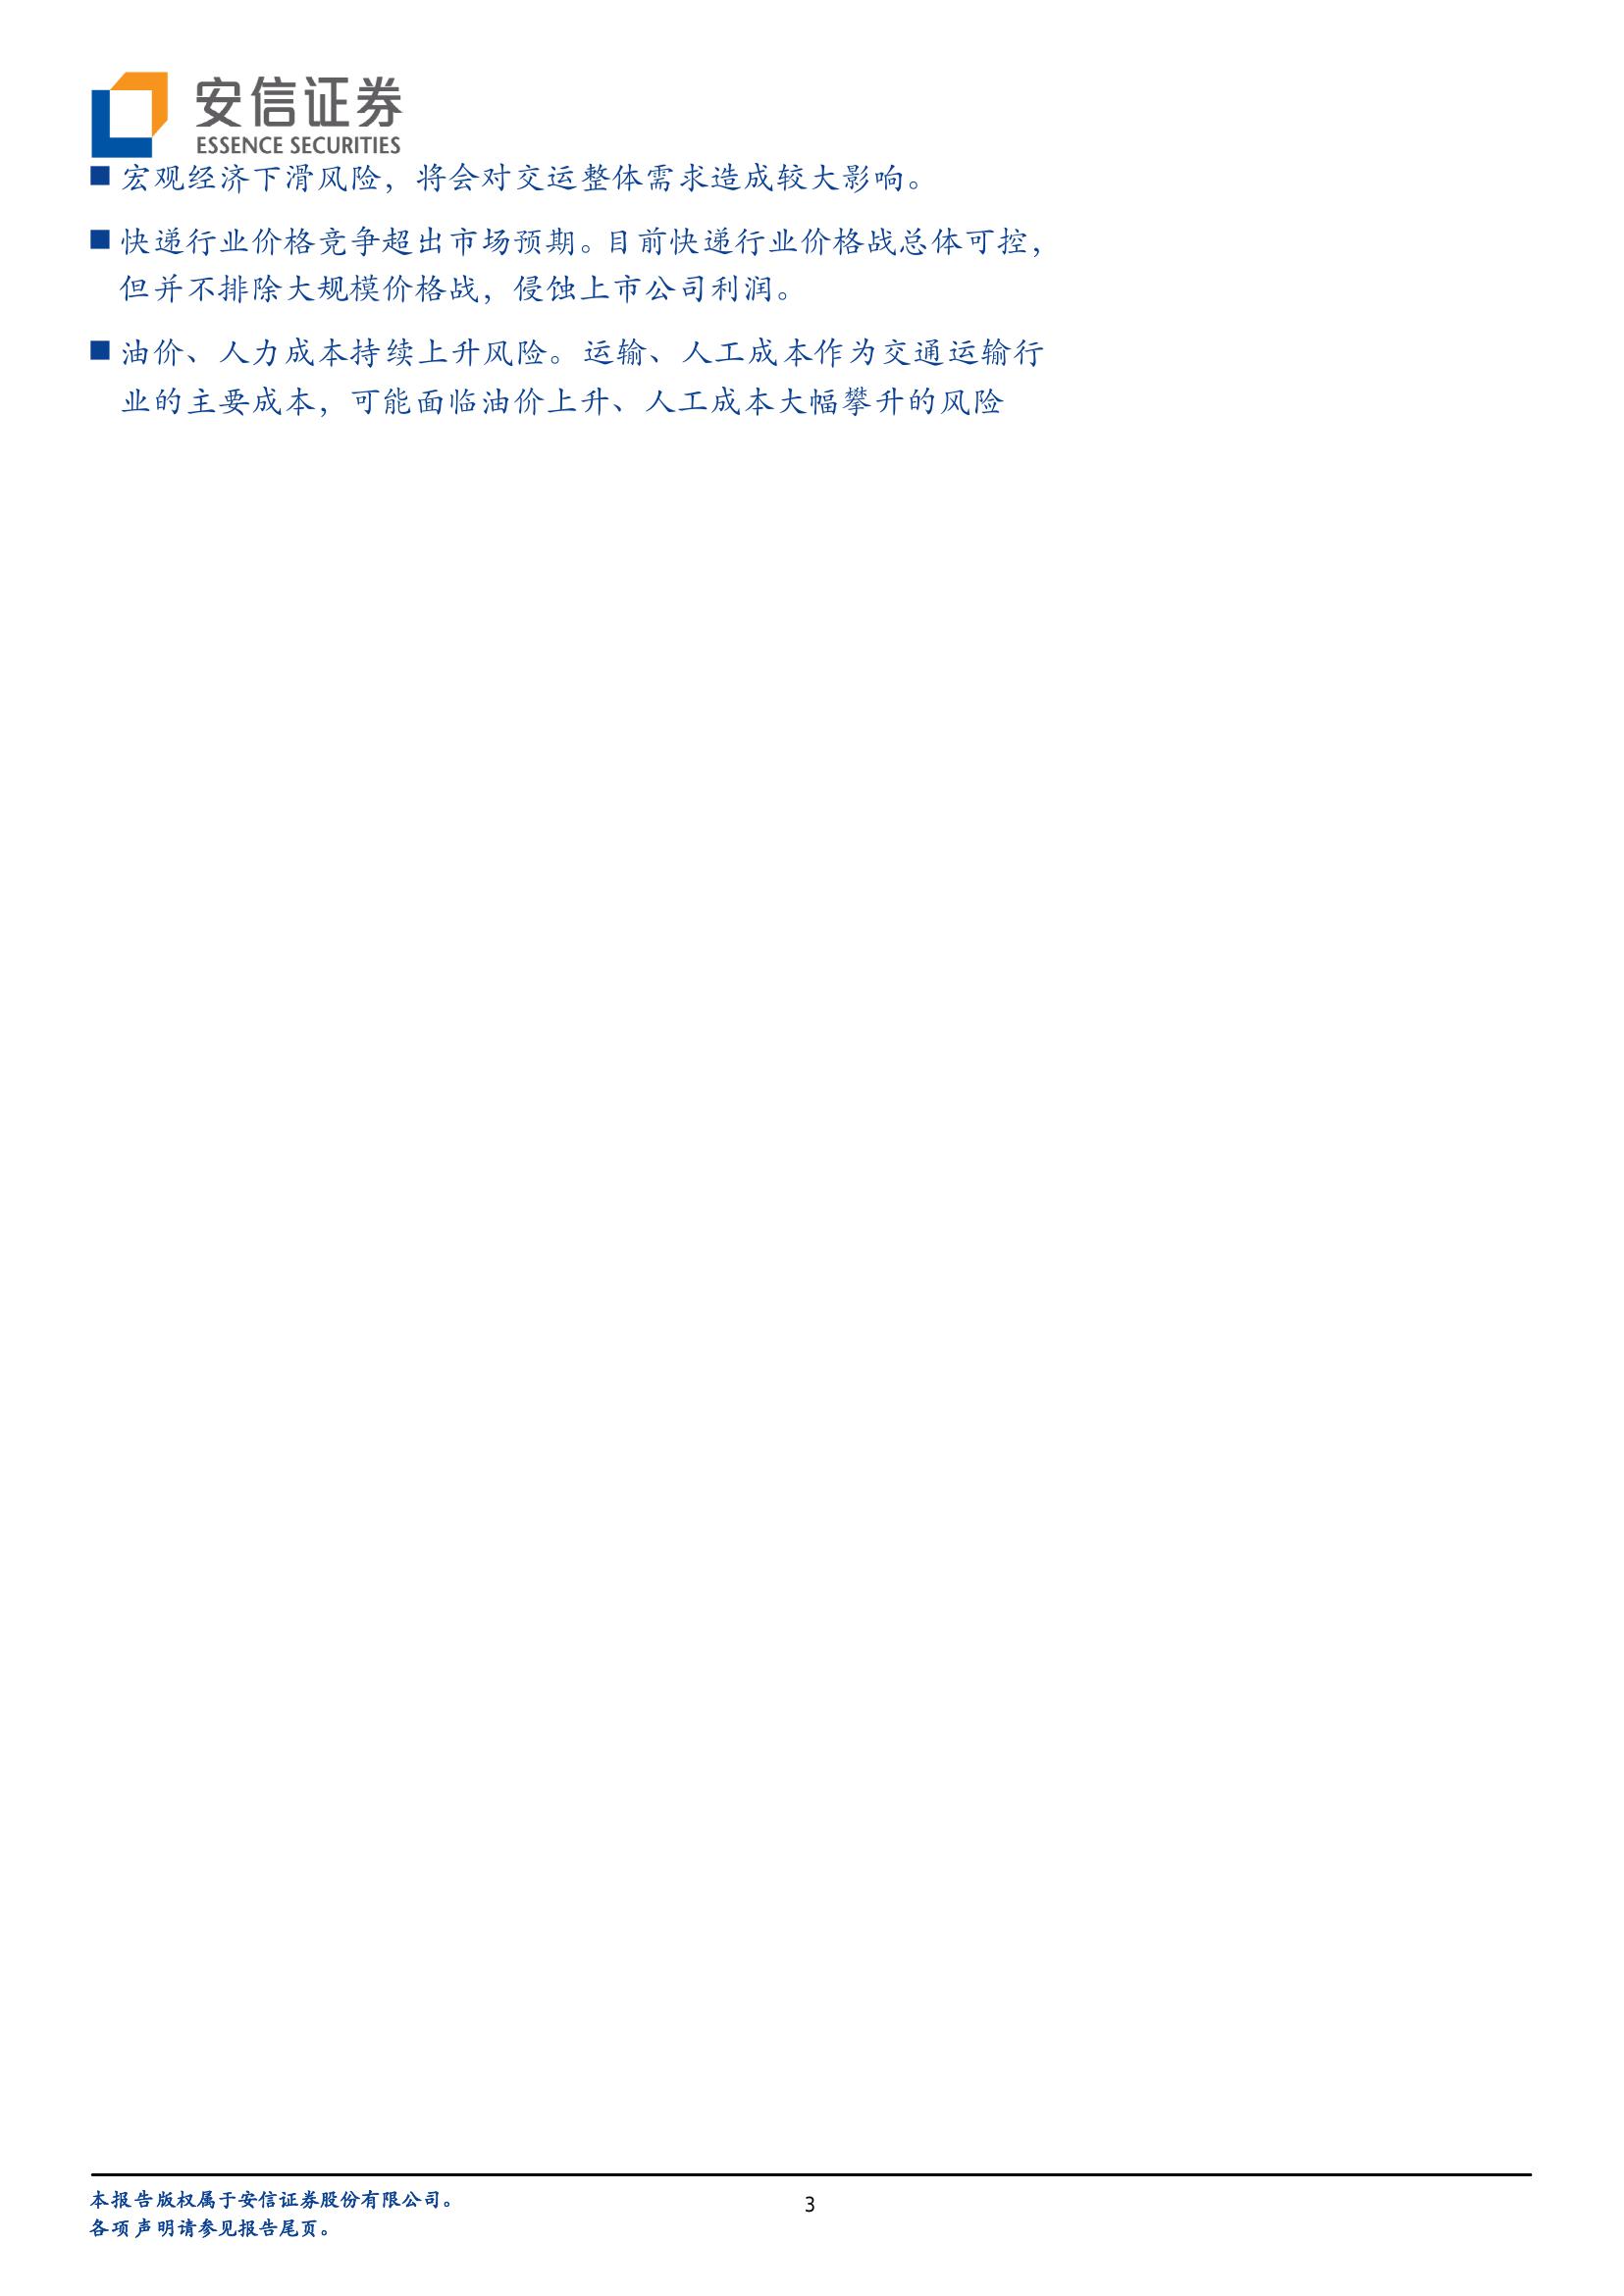 安信证券
ESSENCE SECURITIES
■ 宏观经济下滑风险，将会对交运整体需求造成较大影响。
■ 快递行业价格竞争超出市场预期。目前快递行业价格战总体可控，
但并不排除大规模价格战，侵蚀上市公司利润。
■ 油价、人力成本持续上升风险。运输、人工成本作为交通运输行
业的主要成本，可能面临油价上升、人工成本大幅攀升的风险
本报告版权属于安信证券股份有限公司。
各项声明请参见报告尾页。
3